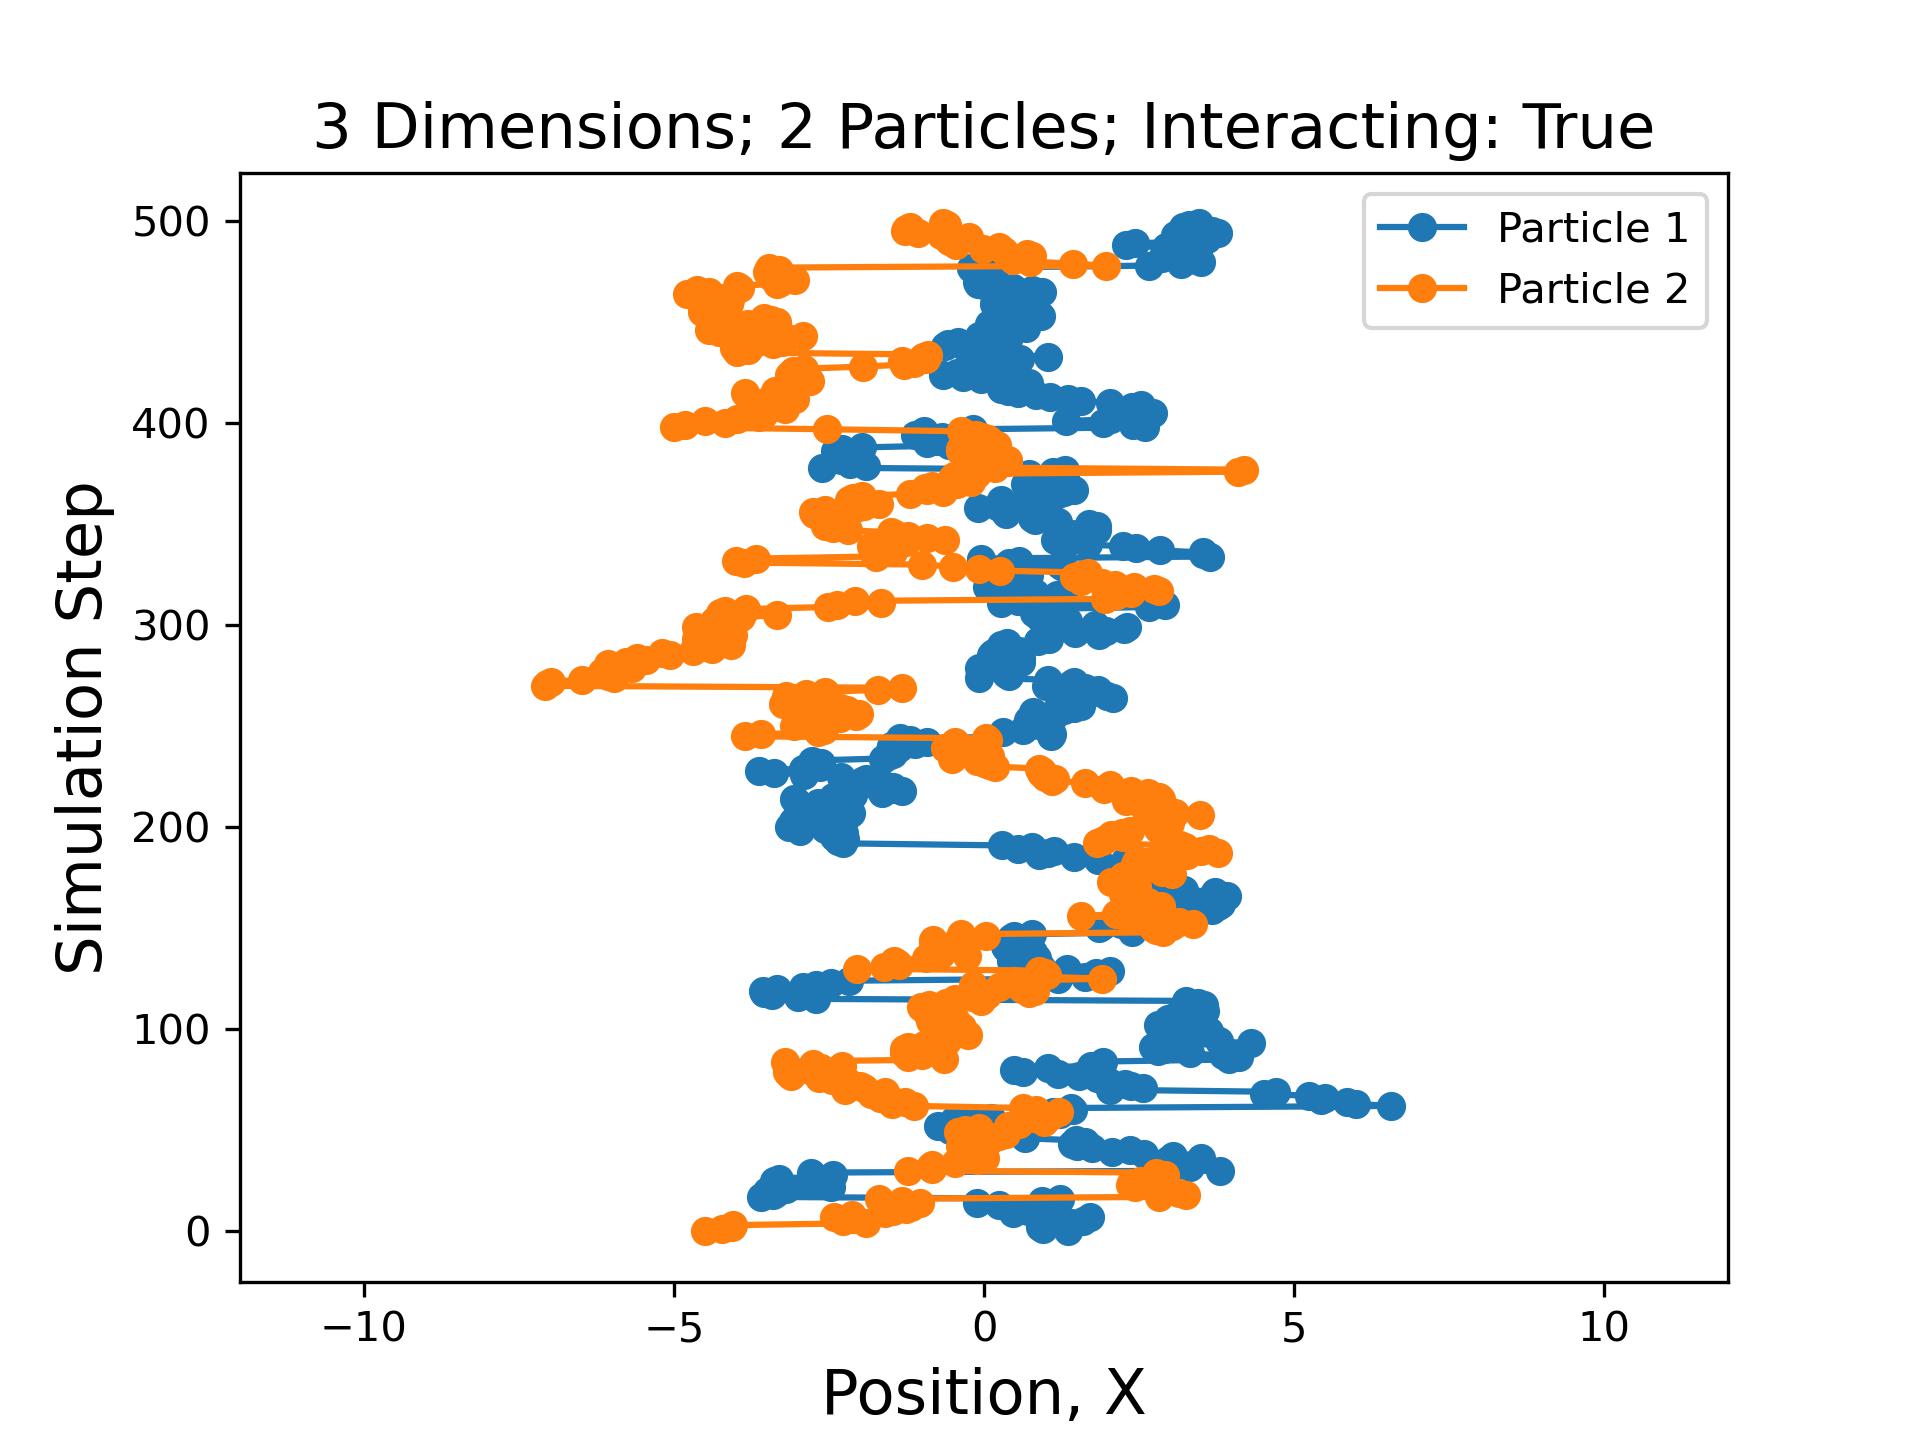 3 Dimensions; 2 Particles; Interacting: True
Particle 1
Particle 2
Simulation Step
500
400
300
200
100
0
−10
−5
0
5
10
Position, X